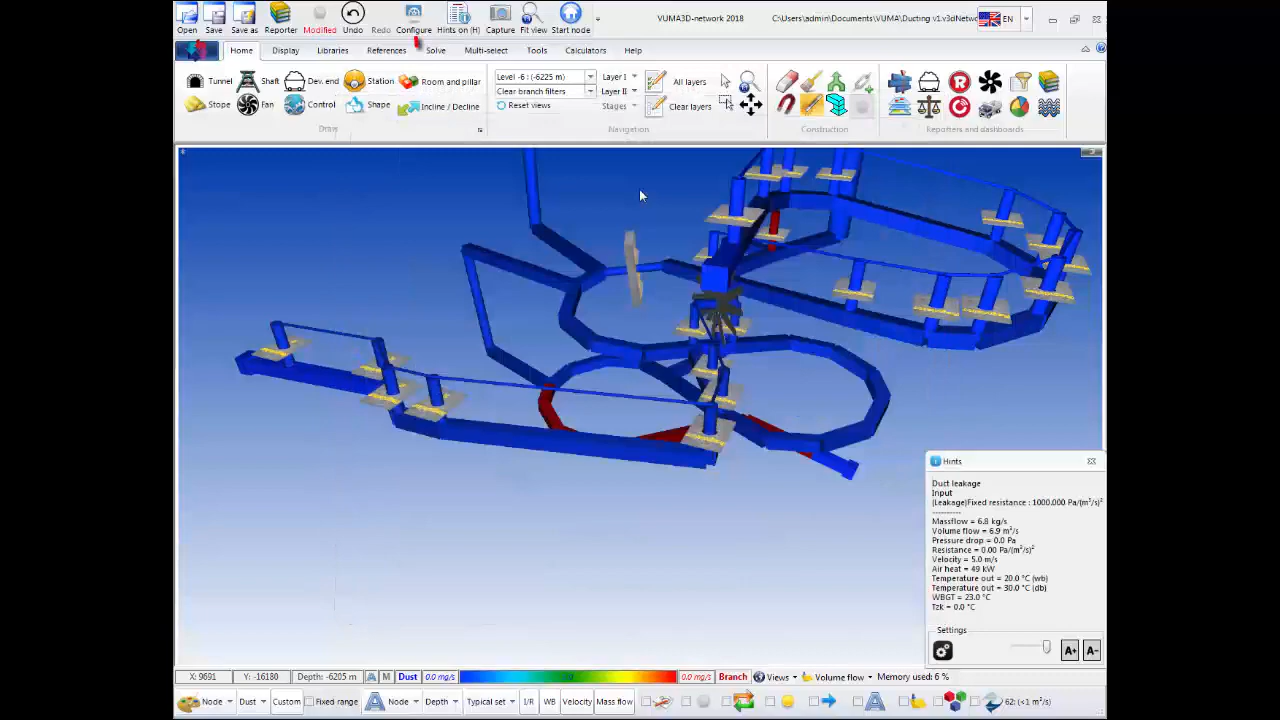 VUMA3D-network 2018
C:\Users\admin\Documents\VUMA\Ducting v1.v3dNetwo
EN
Open Save Save as Reporter Modified Undo Redo Configure Hints on (H) Capture Fit view Start node
Home Display Libraries References Solve Multi-select Tools Calculators Help
Tunnel Shaft Dev. end Station Room and pillar
Level -6 : (-6225 m) Layer I All layers
Clear branch filters Layer II
Stope Fan Control Shape Incline / Decline
Reset views Stages Clear layers
Draw Navigation Construction Reporters and dashboards
Hints
Duct leakage
Input
(Leakage)Fixed resistance : 1000.000 Pa/(m³/s)²
----------
Massflow = 6.8 kg/s
Volume flow = 6.9 m³/s
Pressure drop = 0.0 Pa
Resistance = 0.00 Pa/(m³/s)²
Velocity = 5.0 m/s
Air heat = 49 kW
Temperature out = 20.0 °C (wb)
Temperature out = 30.0 °C (db)
WBGT = 23.0 °C
Tzk = 0.0 °C
Settings
A+ A-
X: 9691 Y: -16180 Depth: -6205 m A M Dust 0.0 mg/s 0.0 mg/s Branch Views Volume flow Memory used: 6 %
Node Dust Custom Fixed range A Node Depth Typical set I/R WB Velocity Mass flow A 62: (<1 m³/s)